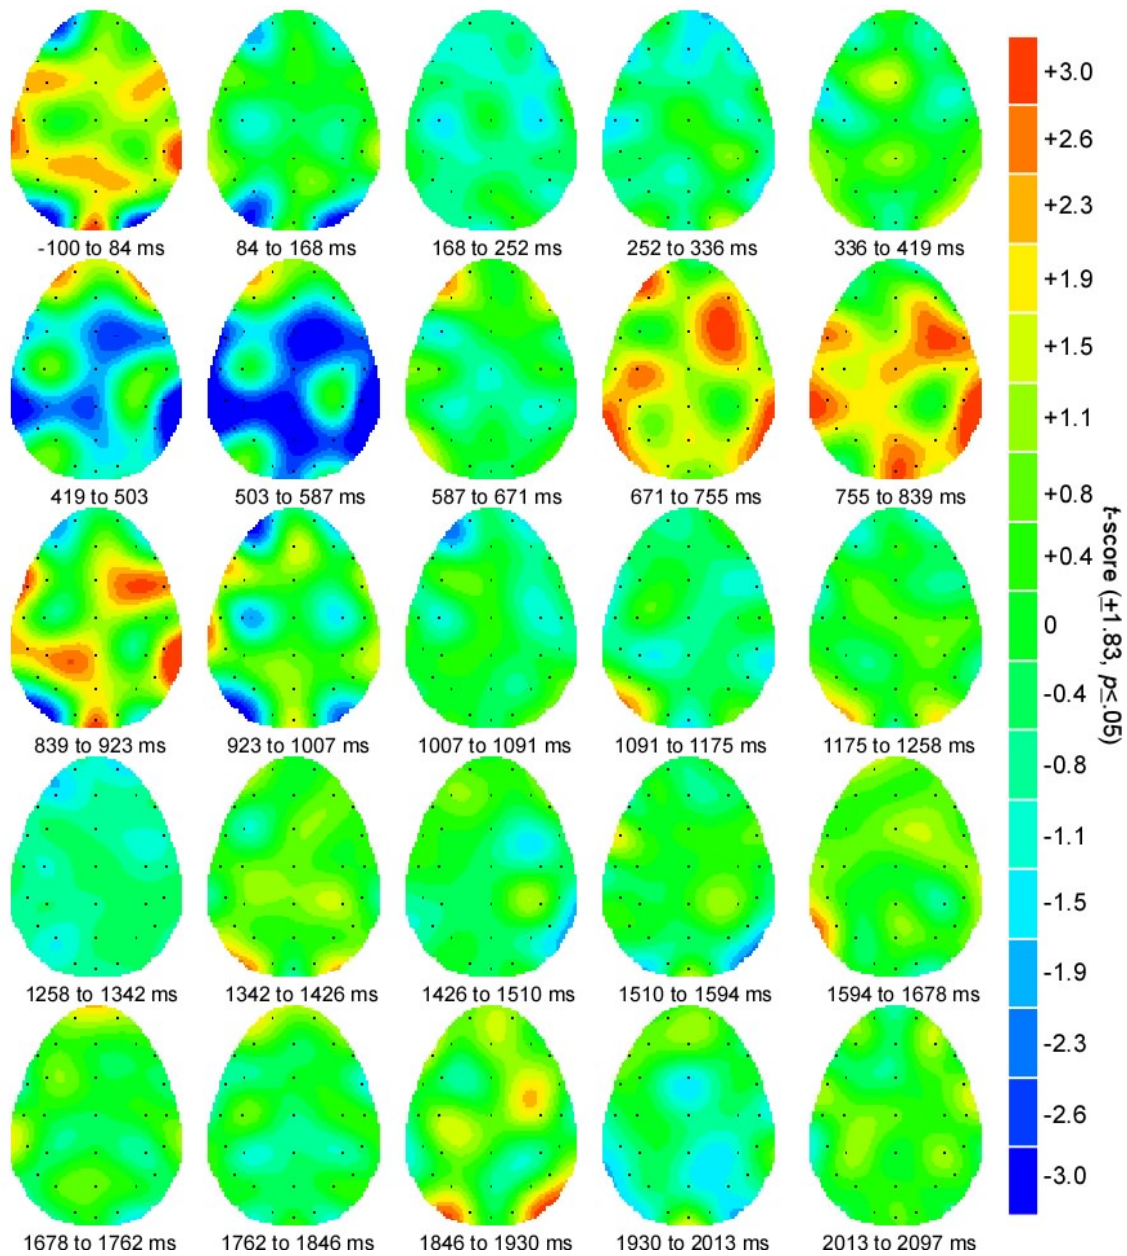 -100 to 84 ms
84 to 168 ms
168 to 252 ms
252 to 336 ms
336 to 419 ms
419 to 503
503 to 587 ms
587 to 671 ms
671 to 755 ms
755 to 839 ms
839 to 923 ms
923 to 1007 ms
1007 to 1091 ms
1091 to 1175 ms
1175 to 1258 ms
1258 to 1342 ms
1342 to 1426 ms
1426 to 1510 ms
1510 to 1594 ms
1594 to 1678 ms
1678 to 1762 ms
1762 to 1846 ms
1846 to 1930 ms
1930 to 2013 ms
2013 to 2097 ms
+3.0
+2.6
+2.3
+1.9
+1.5
+1.1
+0.8
+0.4
0
-0.4
-0.8
-1.1
-1.5
-1.9
-2.3
-2.6
-3.0
t-score (±1.83, p≤.05)